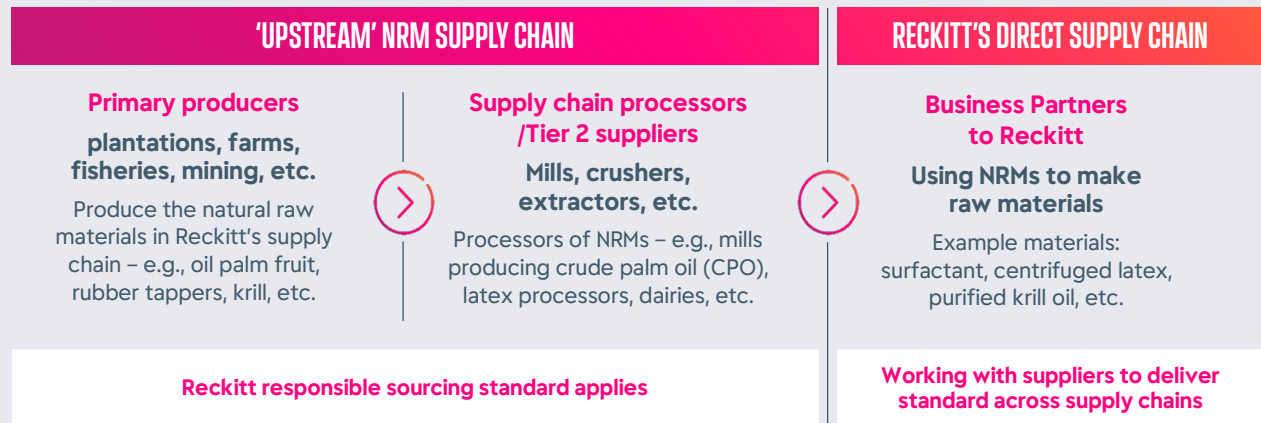 ‘UPSTREAM’ NRM SUPPLY CHAIN
Primary producers
plantations, farms,
fisheries, mining, etc.
Produce the natural raw
materials in Reckitt’s supply
chain – e.g., oil palm fruit,
rubber tappers, krill, etc.
Supply chain processors
/Tier 2 suppliers
Mills, crushers,
extractors, etc.
Processors of NRMs – e.g., mills
producing crude palm oil (CPO),
latex processors, dairies, etc.
Reckitt responsible sourcing standard applies
RECKITT’S DIRECT SUPPLY CHAIN
Business Partners
to Reckitt
Using NRMs to make
raw materials
Example materials:
surfactant, centrifuged latex,
purified krill oil, etc.
Working with suppliers to deliver
standard across supply chains